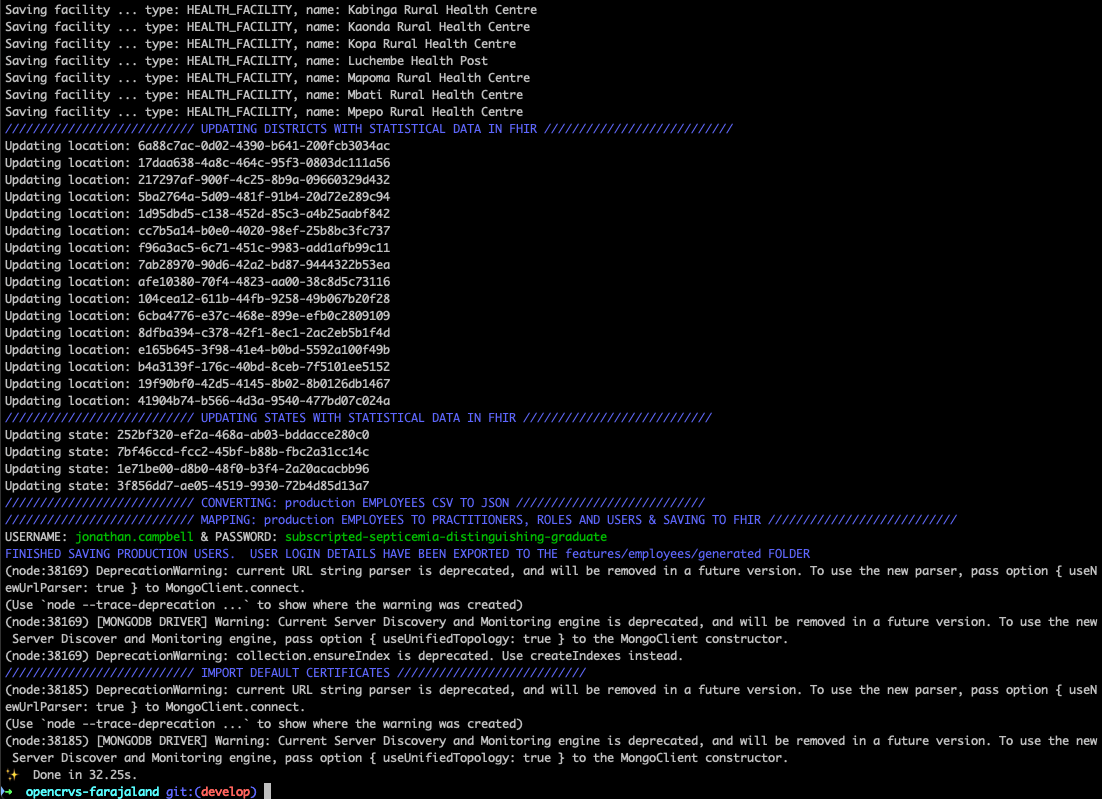 Saving facility ... type: HEALTH_FACILITY, name: Kabinga Rural Health Centre
Saving facility ... type: HEALTH_FACILITY, name: Kaonda Rural Health Centre
Saving facility ... type: HEALTH_FACILITY, name: Kopa Rural Health Centre
Saving facility ... type: HEALTH_FACILITY, name: Luchembe Health Post
Saving facility ... type: HEALTH_FACILITY, name: Mapoma Rural Health Centre
Saving facility ... type: HEALTH_FACILITY, name: Mbati Rural Health Centre
Saving facility ... type: HEALTH_FACILITY, name: Mpepo Rural Health Centre
/////////////////////////// UPDATING DISTRICTS WITH STATISTICAL DATA IN FHIR ///////////////////////////
Updating location: 6a88c7ac-0d02-4390-b641-200fcb3034ac
Updating location: 17daa638-4a8c-464c-95f3-0803dc111a56
Updating location: 217297af-900f-4c25-8b9a-09660329d432
Updating location: 5ba2764a-5d09-481f-91b4-20d72e289c94
Updating location: 1d95dbd5-c138-452d-85c3-a4b25aabf842
Updating location: cc7b5a14-b0e0-4020-98ef-25b8bc3fc737
Updating location: f96a3ac5-6c71-451c-9983-add1afb99c11
Updating location: 7ab28970-90d6-42a2-bd87-9444322b53ea
Updating location: afe10380-70f4-4823-aa00-38c8d5c73116
Updating location: 104cea12-611b-44fb-9258-49b067b20f28
Updating location: 6cba4776-e37c-468e-899e-efb0c2809109
Updating location: 8dfba394-c378-42f1-8ec1-2ac2eb5b1f4d
Updating location: e165b645-3f98-41e4-b0bd-5592a100f49b
Updating location: b4a3139f-176c-40bd-8ceb-7f5101ee5152
Updating location: 19f90bf0-42d5-4145-8b02-8b0126db1467
Updating location: 41904b74-b566-4d3a-9540-477bd07c024a
/////////////////////////// UPDATING STATES WITH STATISTICAL DATA IN FHIR ///////////////////////////
Updating state: 252bf320-ef2a-468a-ab03-bddacce280c0
Updating state: 7bf46ccd-fcc2-45bf-b88b-fbc2a31cc14c
Updating state: 1e71be00-d8b0-48f0-b3f4-2a20acacbb96
Updating state: 3f856dd7-ae05-4519-9930-72b4d85d13a7
/////////////////////////// CONVERTING: production EMPLOYEES CSV TO JSON ///////////////////////////
/////////////////////////// MAPPING: production EMPLOYEES TO PRACTITIONERS, ROLES AND USERS & SAVING TO FHIR ///////////////////////////
USERNAME: jonathan.campbell & PASSWORD: subscripted-septicemia-distinguishing-graduate
FINISHED SAVING PRODUCTION USERS.  USER LOGIN DETAILS HAVE BEEN EXPORTED TO THE features/employees/generated FOLDER
(node:38169) DeprecationWarning: current URL string parser is deprecated, and will be removed in a future version. To use the new parser, pass option { useN
ewUrlParser: true } to MongoClient.connect.
(Use `node --trace-deprecation ...` to show where the warning was created)
(node:38169) [MONGODB DRIVER] Warning: Current Server Discovery and Monitoring engine is deprecated, and will be removed in a future version. To use the new
 Server Discover and Monitoring engine, pass option { useUnifiedTopology: true } to the MongoClient constructor.
(node:38169) DeprecationWarning: collection.ensureIndex is deprecated. Use createIndexes instead.
/////////////////////////// IMPORT DEFAULT CERTIFICATES ///////////////////////////
(node:38185) DeprecationWarning: current URL string parser is deprecated, and will be removed in a future version. To use the new parser, pass option { useN
ewUrlParser: true } to MongoClient.connect.
(Use `node --trace-deprecation ...` to show where the warning was created)
(node:38185) [MONGODB DRIVER] Warning: Current Server Discovery and Monitoring engine is deprecated, and will be removed in a future version. To use the new
 Server Discover and Monitoring engine, pass option { useUnifiedTopology: true } to the MongoClient constructor.
✨  Done in 32.25s.
➜  opencrvs-farajaland git:(develop)